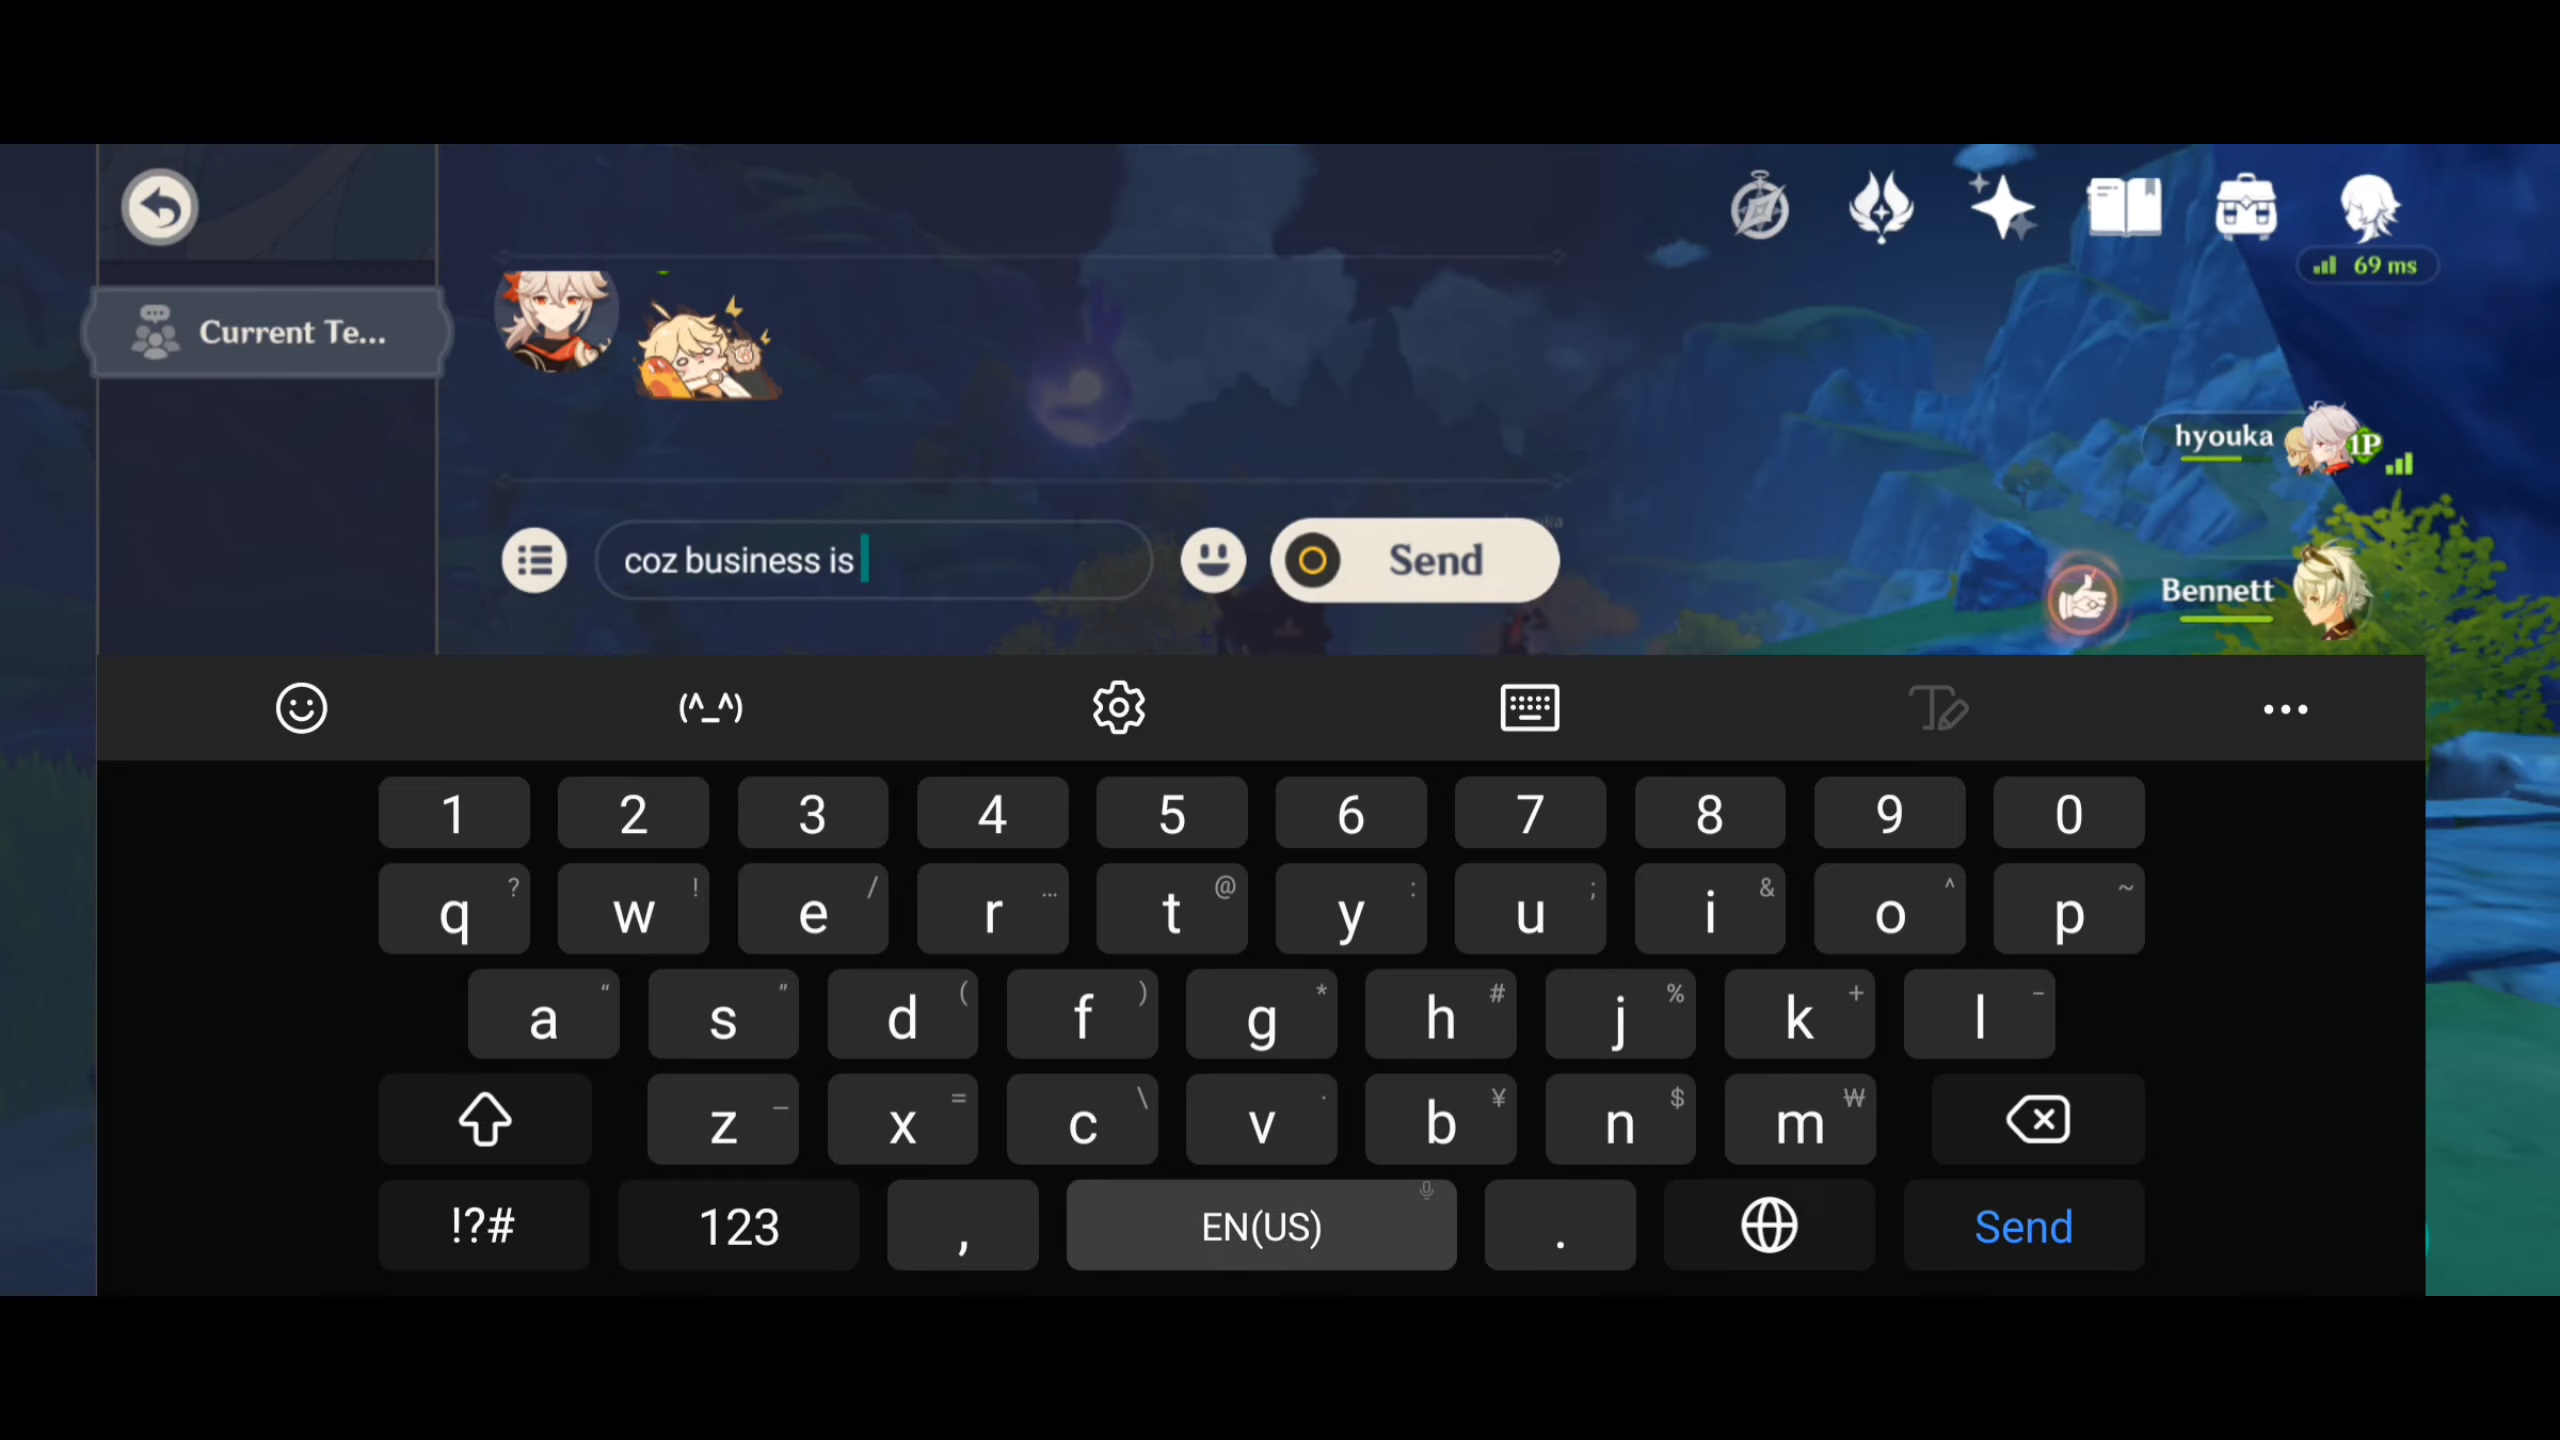 69 ms
Current Te...
hyouka 1P
coz business is
Send
Bennett
(^_^)
1 2 3 4 5 6 7 8 9 0
q ? w ! e / r ... t @ y : u ; i & o ^ p ~
a “ s ” d ( f ) g * h # j % k + l -
z _ x = c \ v · b ¥ n $ m ₩
!?# 123 , EN(US) . Send